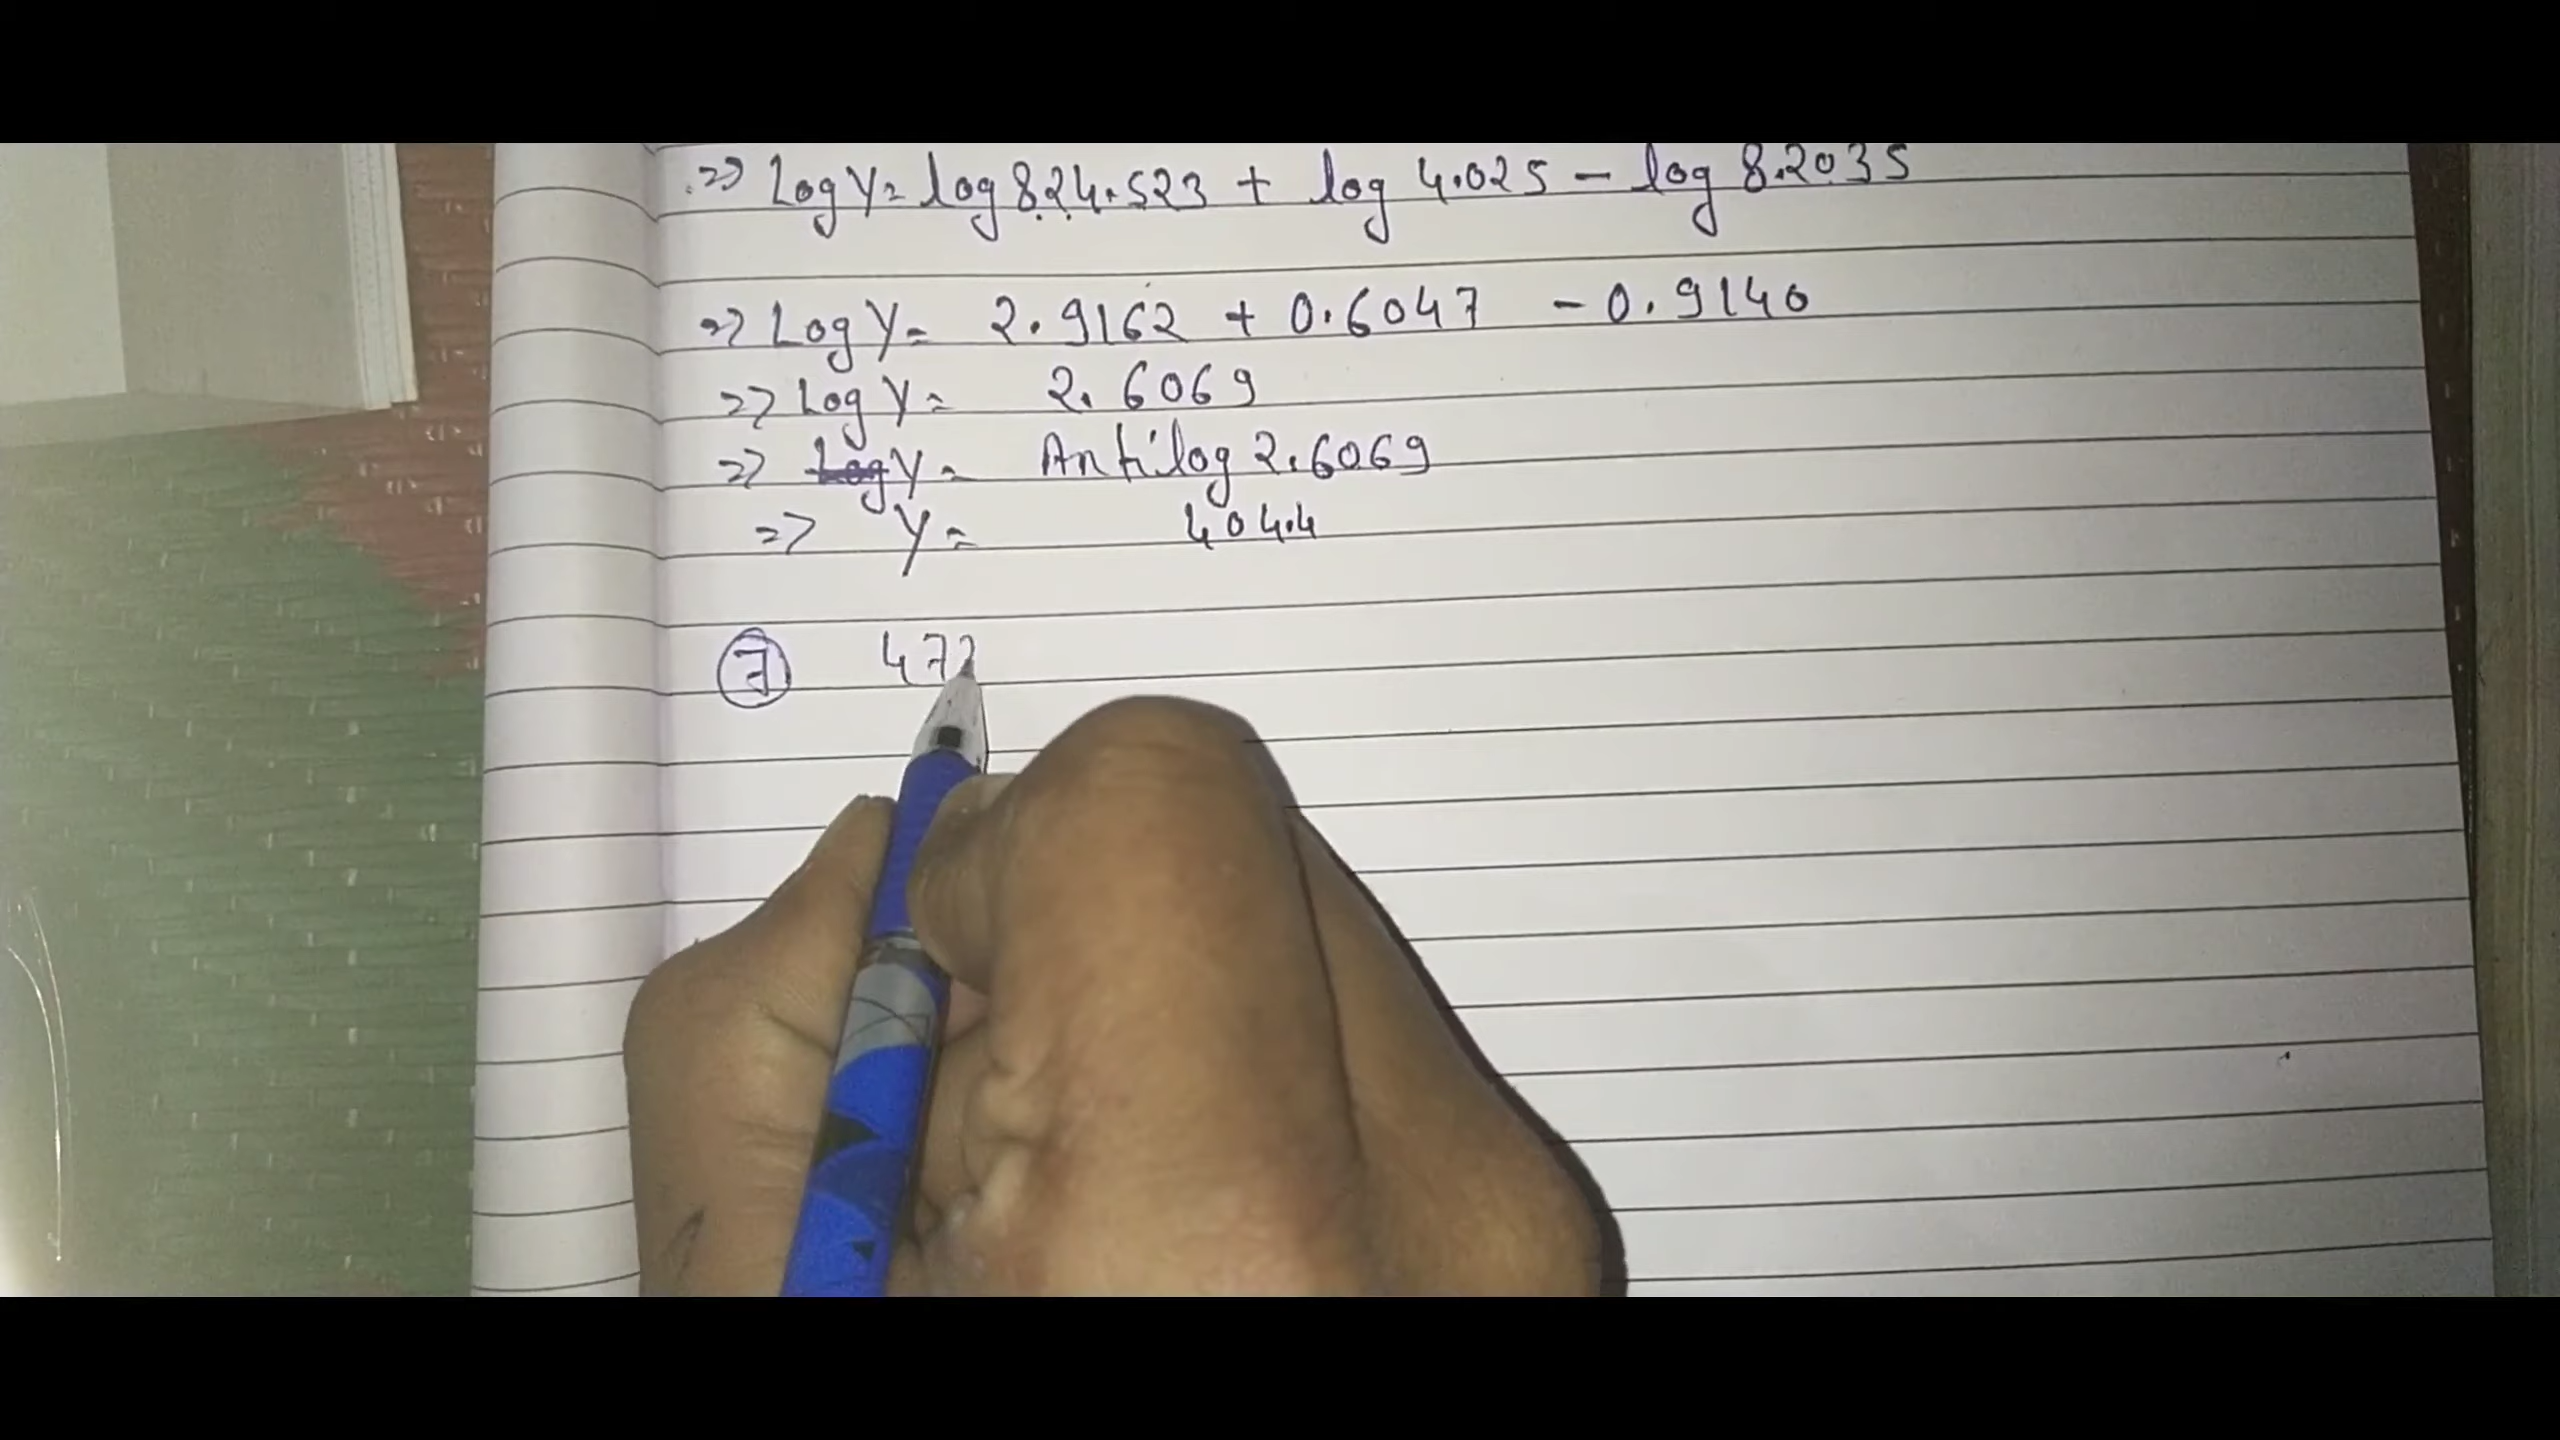 => Log Y = log 824.523 + log 4.025 - log 8.2035
=> Log Y = 2.9162 + 0.6047 - 0.9140
=> Log Y = 2.6069
=> Y = Antilog 2.6069
=> Y = 404.4
7 472